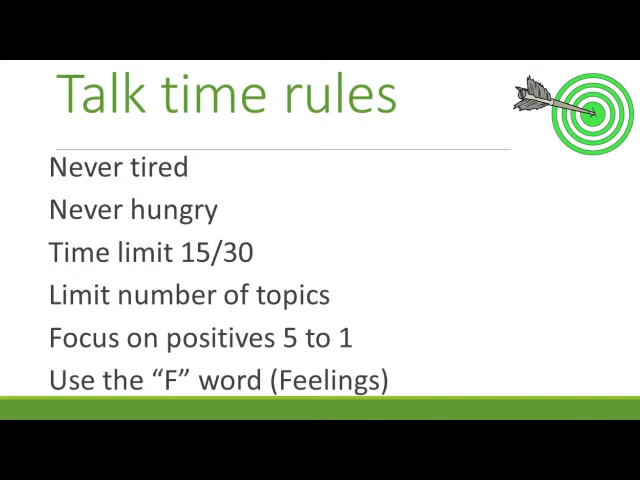 Talk time rules
Never tired
Never hungry
Time limit 15/30
Limit number of topics
Focus on positives 5 to 1
Use the “F” word (Feelings)